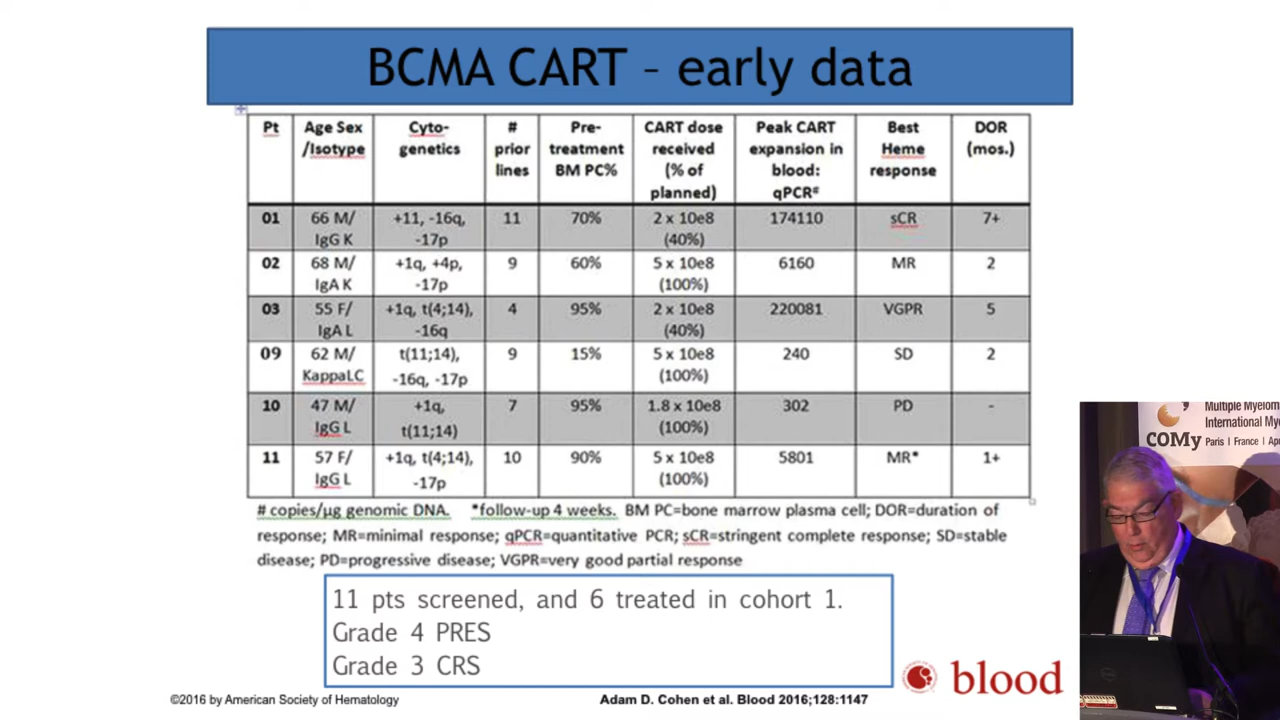 BCMA CART – early data
Pt Age Sex /Isotype Cyto-genetics # prior lines Pre-treatment BM PC% CART dose received (% of planned) Peak CART expansion in blood: qPCR# Best Heme response DOR (mos.)
01 66 M/ IgG K +11, -16q, -17p 11 70% 2 x 10e8 (40%) 174110 sCR 7+
02 68 M/ IgA K +1q, +4p, -17p 9 60% 5 x 10e8 (100%) 6160 MR 2
03 55 F/ IgA L +1q, t(4;14), -16q 4 95% 2 x 10e8 (40%) 220081 VGPR 5
09 62 M/ KappaLC t(11;14), -16q, -17p 9 15% 5 x 10e8 (100%) 240 SD 2
10 47 M/ IgG L +1q, t(11;14) 7 95% 1.8 x 10e8 (100%) 302 PD -
11 57 F/ IgG L +1q, t(4;14), -17p 10 90% 5 x 10e8 (100%) 5801 MR* 1+
# copies/µg genomic DNA. *follow-up 4 weeks. BM PC=bone marrow plasma cell; DOR=duration of
response; MR=minimal response; qPCR=quantitative PCR; sCR=stringent complete response; SD=stable
disease; PD=progressive disease; VGPR=very good partial response
11 pts screened, and 6 treated in cohort 1.
Grade 4 PRES
Grade 3 CRS
©2016 by American Society of Hematology
Adam D. Cohen et al. Blood 2016;128:1147
blood
Multiple
International
COMy
Paris | France